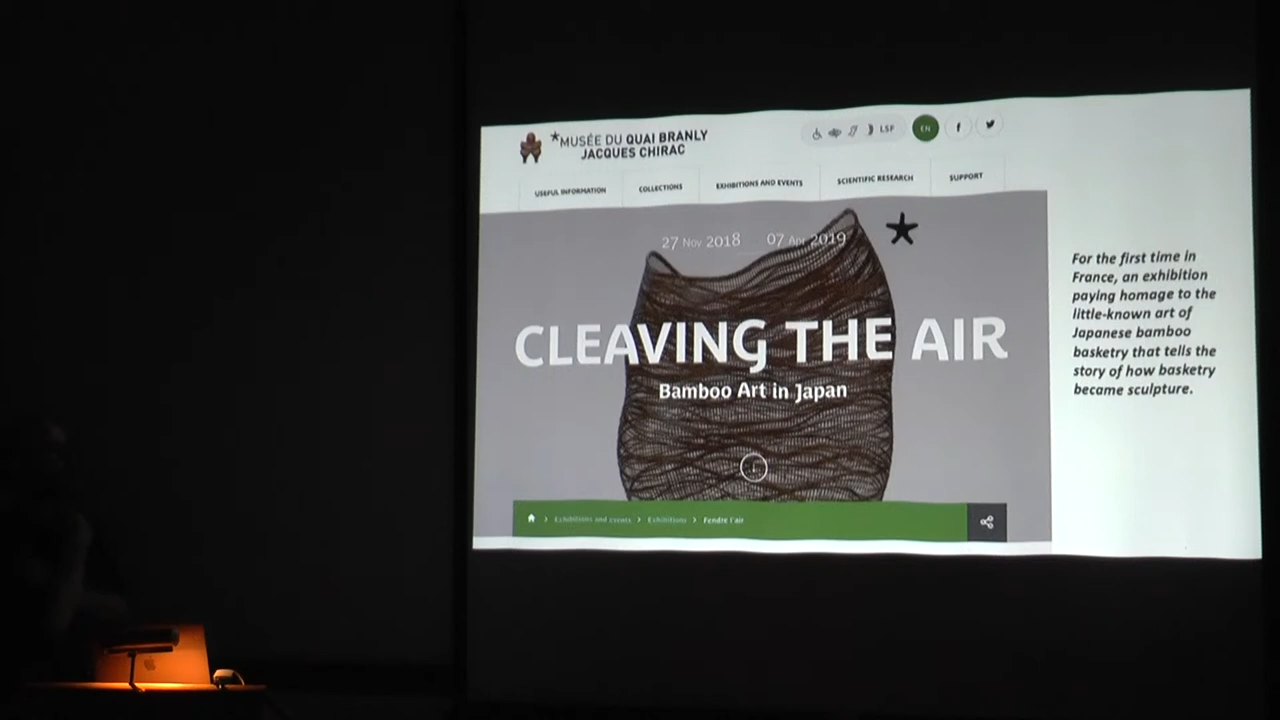 *MUSÉE DU QUAI BRANLY
JACQUES CHIRAC
LSF
EN
f
USEFUL INFORMATION
COLLECTIONS
EXHIBITIONS AND EVENTS
SCIENTIFIC RESEARCH
SUPPORT
27 Nov 2018 07 Apr 2019
CLEAVING THE AIR
Bamboo Art in Japan
Exhibitions and events > Exhibitions > Fendre l'air
For the first time in
France, an exhibition
paying homage to the
little-known art of
Japanese bamboo
basketry that tells the
story of how basketry
became sculpture.